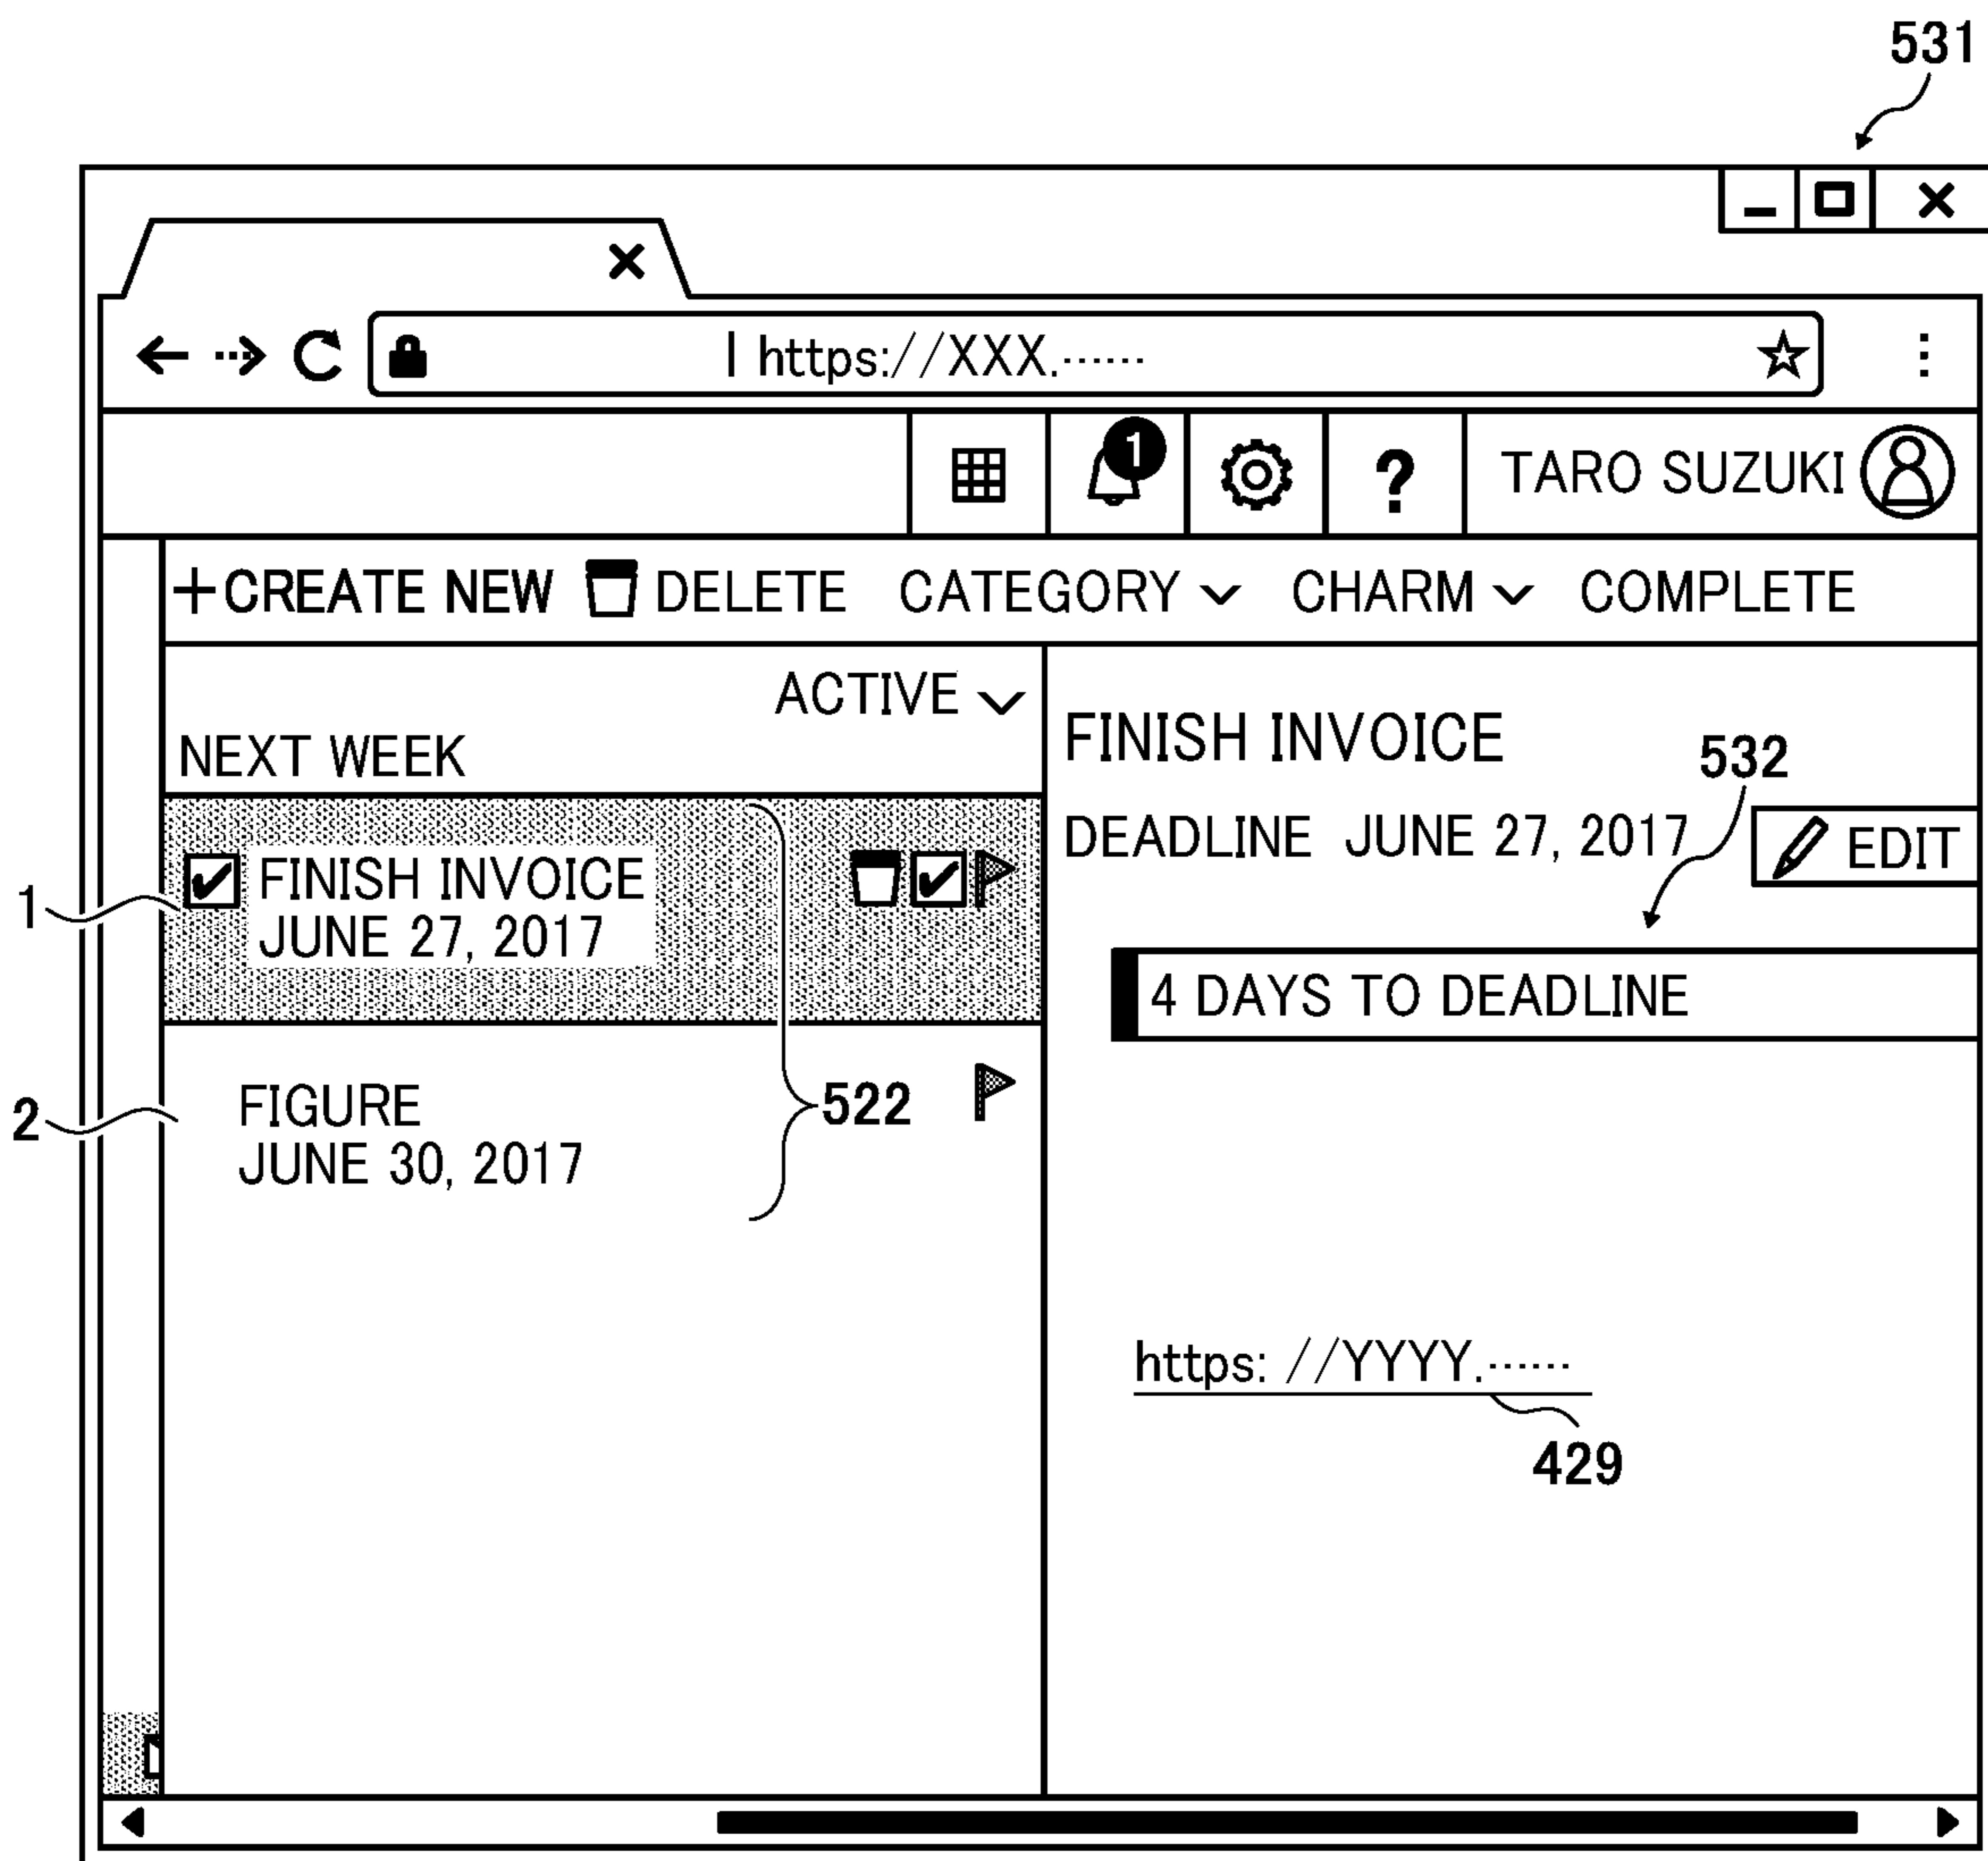 531
| https://XXX.……
1
? TARO SUZUKI
+CREATE NEW DELETE CATEGORY CHARM COMPLETE
ACTIVE
NEXT WEEK
FINISH INVOICE
JUNE 27, 2017
1
FIGURE
JUNE 30, 2017
2
522
FINISH INVOICE
532
DEADLINE JUNE 27, 2017
EDIT
4 DAYS TO DEADLINE
https: //YYYY.……
429